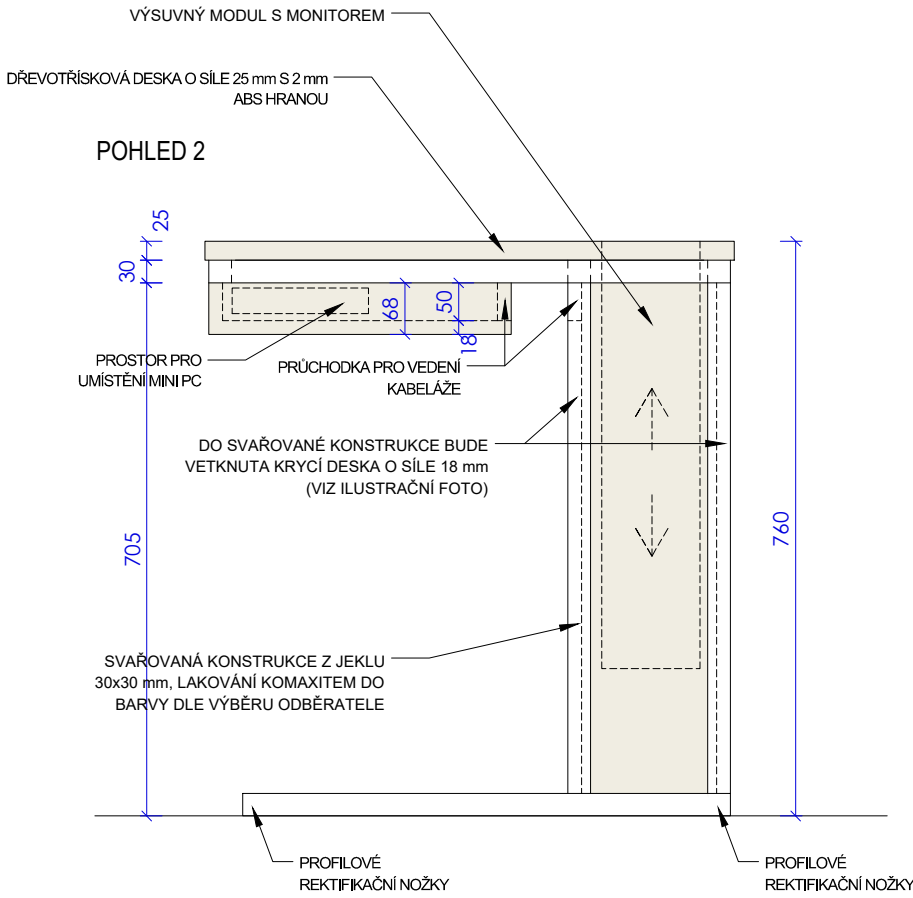 VÝSUVNÝ MODUL S MONITOREM
DŘEVOTŘÍSKOVÁ DESKA O SÍLE 25 mm S 2 mm
ABS HRANOU
POHLED 2
25
30
68
50
18
PROSTOR PRO
UMÍSTĚNÍ MINI PC
PRŮCHODKA PRO VEDENÍ
KABELÁŽE
DO SVAŘOVANÉ KONSTRUKCE BUDE
VETKNUTA KRYCÍ DESKA O SÍLE 18 mm
(VIZ ILUSTRAČNÍ FOTO)
705
760
SVAŘOVANÁ KONSTRUKCE Z JEKLU
30x30 mm, LAKOVÁNÍ KOMAXITEM DO
BARVY DLE VÝBĚRU ODBĚRATELE
PROFILOVÉ
REKTIFIKAČNÍ NOŽKY
PROFILOVÉ
REKTIFIKAČNÍ NOŽKY